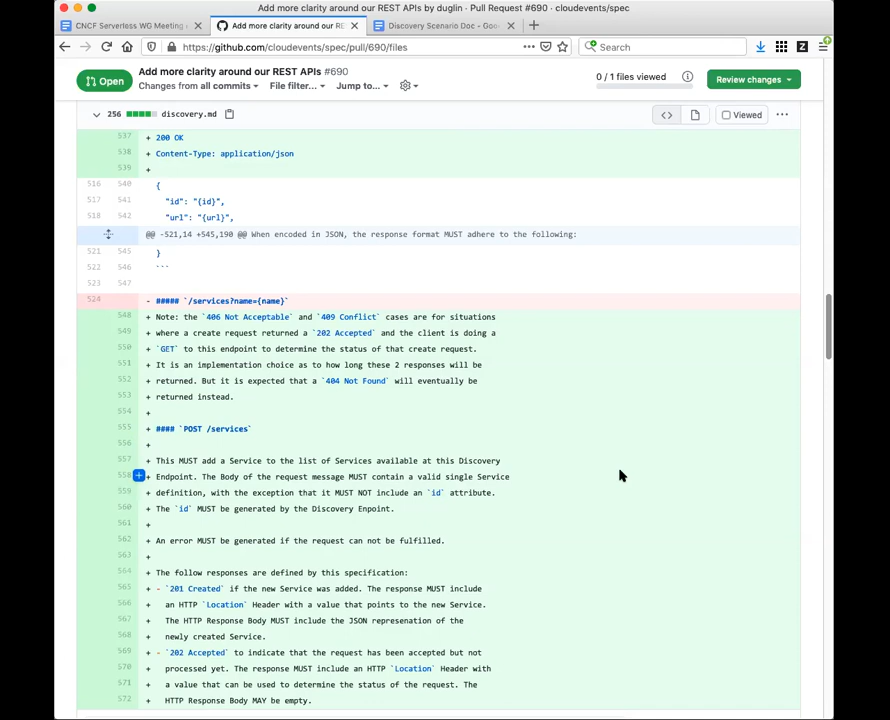 Add more clarity around our REST APIs by duglin · Pull Request #690 · cloudevents/spec
CNCF Serverless WG Meeting
Add more clarity around our RES
Discovery Scenario Doc - Goo
https://github.com/cloudevents/spec/pull/690/files
Search
Open
Add more clarity around our REST APIs #690
Changes from all commits
File filter...
Jump to...
0 / 1 files viewed
Review changes
256 discovery.md
Viewed
537 + 200 OK
538 + Content-Type: application/json
539 +
516 540 {
517 541 "id": "{id}",
518 542 "url": "{url}",
@@ -521,14 +545,190 @@ When encoded in JSON, the response format MUST adhere to the following:
521 545 }
522 546 ```
523 547
524 - ##### `/services?name={name}`
548 + Note: the `406 Not Acceptable` and `409 Conflict` cases are for situations
549 + where a create request returned a `202 Accepted` and the client is doing a
550 + `GET` to this endpoint to determine the status of that create request.
551 + It is an implementation choice as to how long these 2 responses will be
552 + returned. But it is expected that a `404 Not Found` will eventually be
553 + returned instead.
554 +
555 + #### `POST /services`
556 +
557 + This MUST add a Service to the list of Services available at this Discovery
558 + Endpoint. The Body of the request message MUST contain a valid single Service
559 + definition, with the exception that it MUST NOT include an `id` attribute.
560 + The `id` MUST be generated by the Discovery Enpoint.
561 +
562 + An error MUST be generated if the request can not be fulfilled.
563 +
564 + The follow responses are defined by this specification:
565 + - `201 Created` if the new Service was added. The response MUST include
566 + an HTTP `Location` Header with a value that points to the new Service.
567 + The HTTP Response Body MUST include the JSON represenation of the
568 + newly created Service.
569 + - `202 Accepted` to indicate that the request has been accepted but not
570 + processed yet. The response MUST include an HTTP `Location` Header with
571 + a value that can be used to determine the status of the request. The
572 + HTTP Response Body MAY be empty.